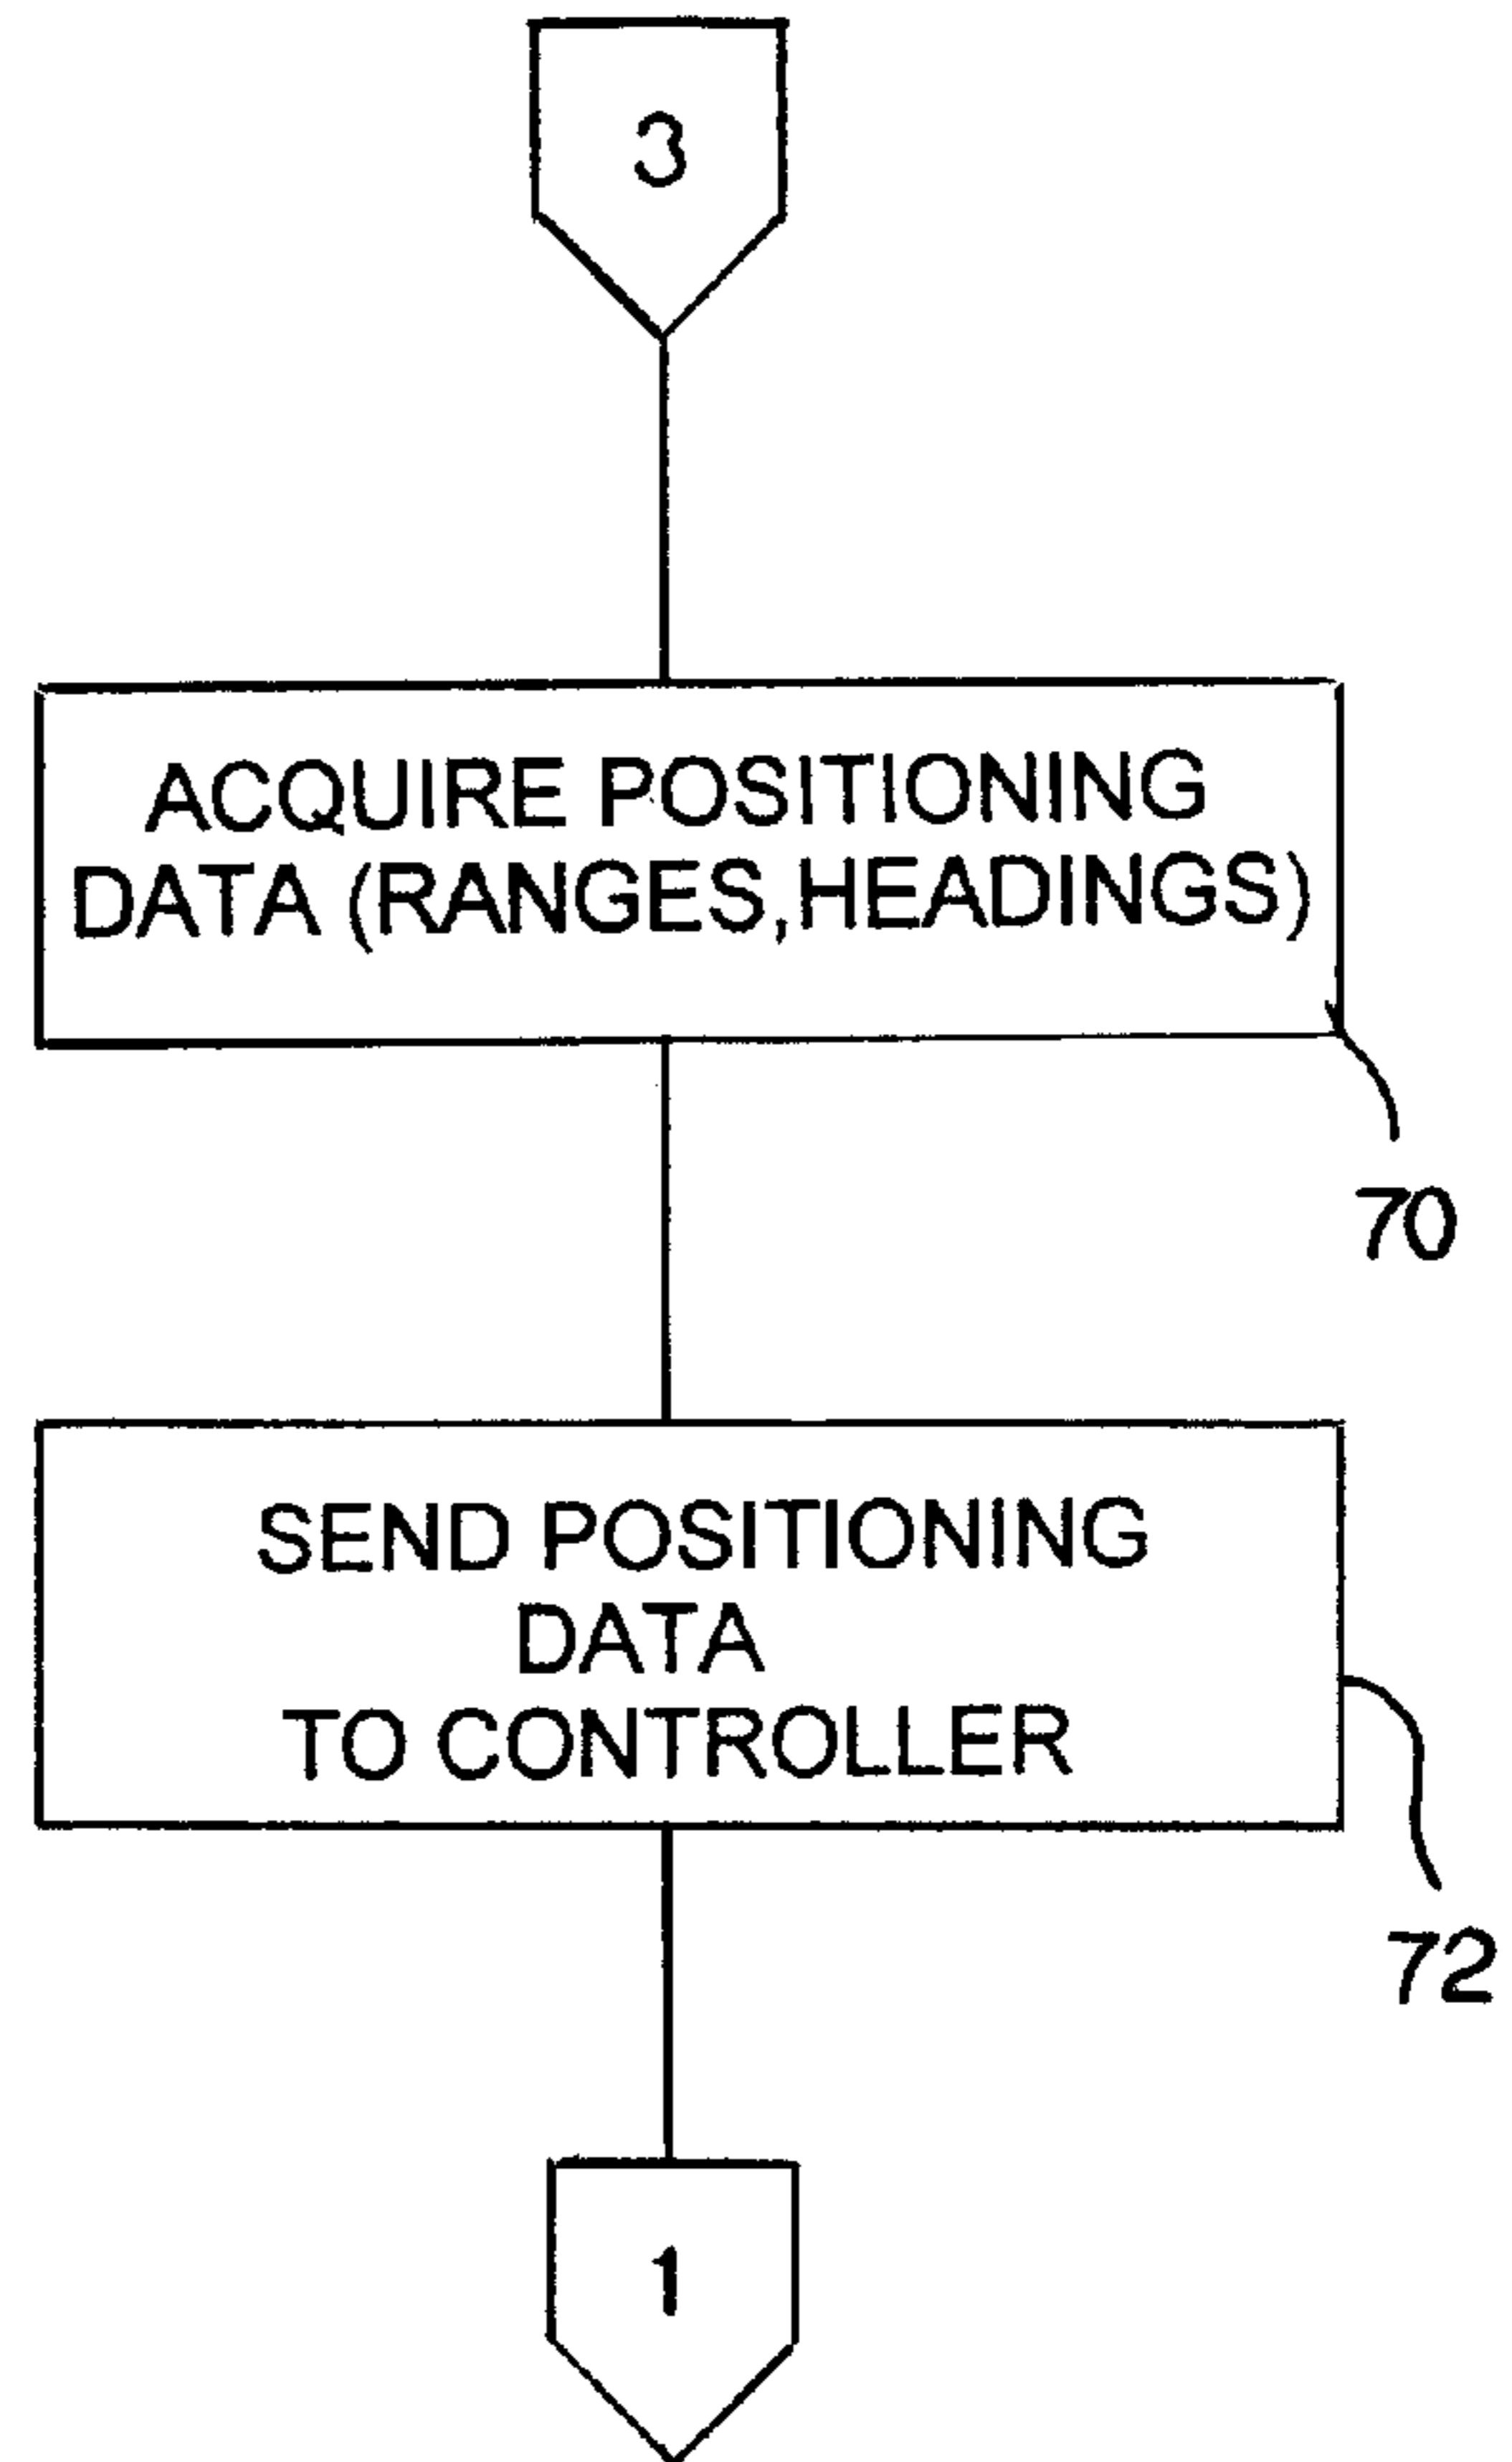 3
ACQUIRE POSITIONING
DATA (RANGES, HEADINGS)
70
SEND POSITIONING
DATA
TO CONTROLLER
72
1